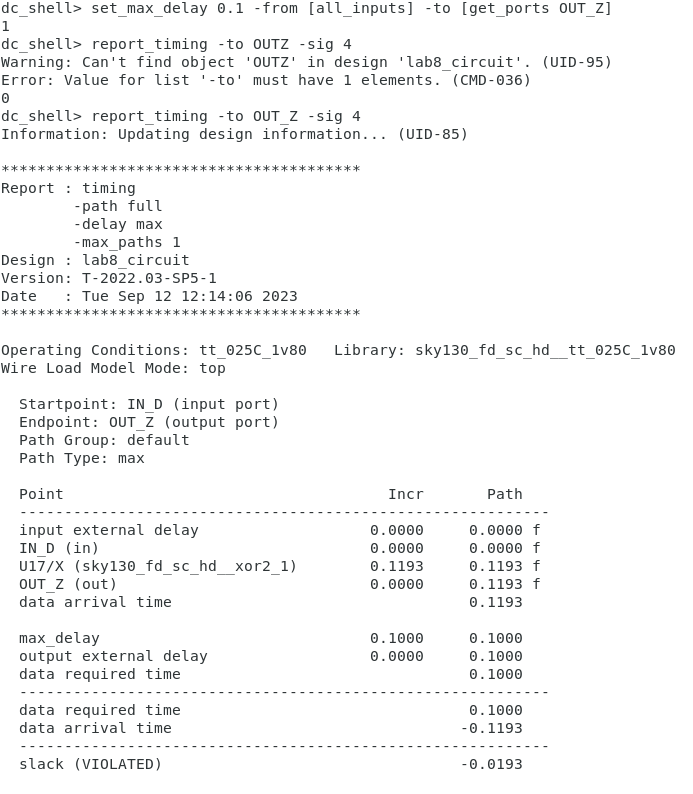 dc_shell> set_max_delay 0.1 -from [all_inputs] -to [get_ports OUT_Z]
1
dc_shell> report_timing -to OUTZ -sig 4
Warning: Can't find object 'OUTZ' in design 'lab8_circuit'. (UID-95)
Error: Value for list '-to' must have 1 elements. (CMD-036)
0
dc_shell> report_timing -to OUT_Z -sig 4
Information: Updating design information... (UID-85)
****************************************
Report : timing
-path full
-delay max
-max_paths 1
Design : lab8_circuit
Version: T-2022.03-SP5-1
Date   : Tue Sep 12 12:14:06 2023
****************************************
Operating Conditions: tt_025C_1v80   Library: sky130_fd_sc_hd__tt_025C_1v80
Wire Load Model Mode: top
Startpoint: IN_D (input port)
Endpoint: OUT_Z (output port)
Path Group: default
Path Type: max
Point                                    Incr       Path
-----------------------------------------------------------
input external delay                   0.0000     0.0000 f
IN_D (in)                              0.0000     0.0000 f
U17/X (sky130_fd_sc_hd__xor2_1)        0.1193     0.1193 f
OUT_Z (out)                            0.0000     0.1193 f
data arrival time                                 0.1193
max_delay                              0.1000     0.1000
output external delay                  0.0000     0.1000
data required time                                0.1000
-----------------------------------------------------------
data required time                                0.1000
data arrival time                                -0.1193
-----------------------------------------------------------
slack (VIOLATED)                                 -0.0193